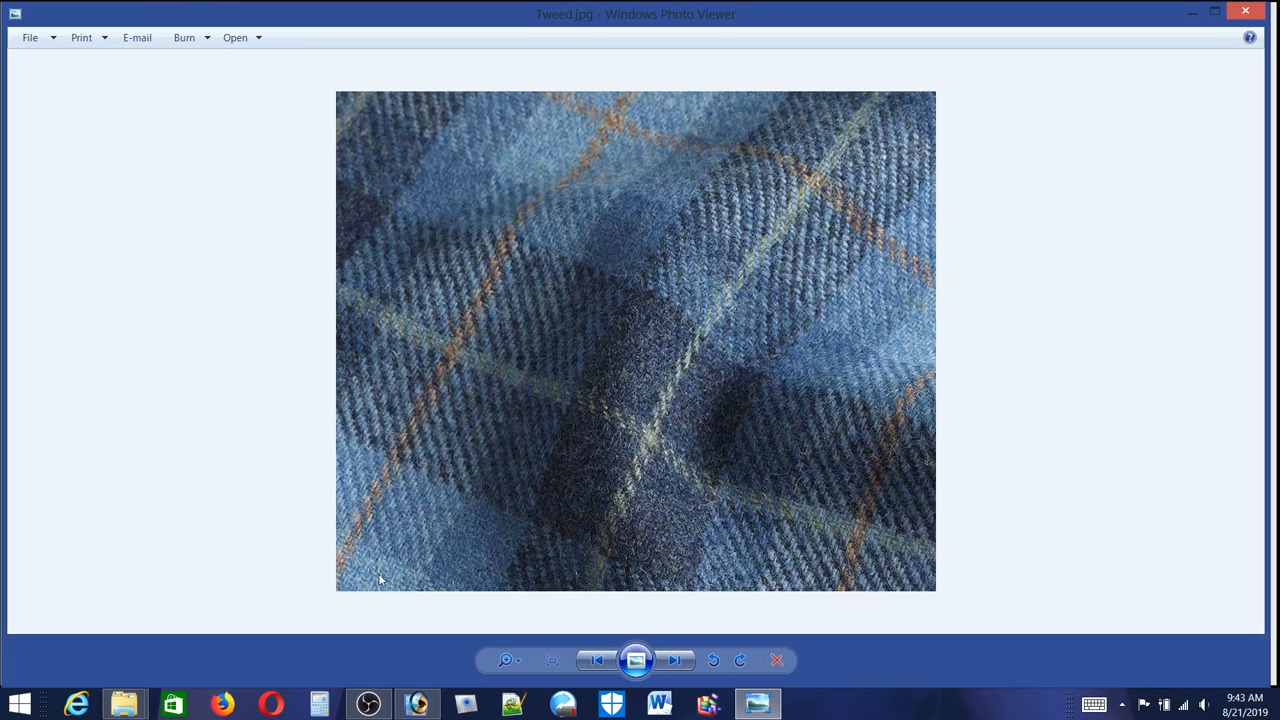 Tweed.jpg - Windows Photo Viewer
File Print E-mail Burn Open
9:43 AM
8/21/2019